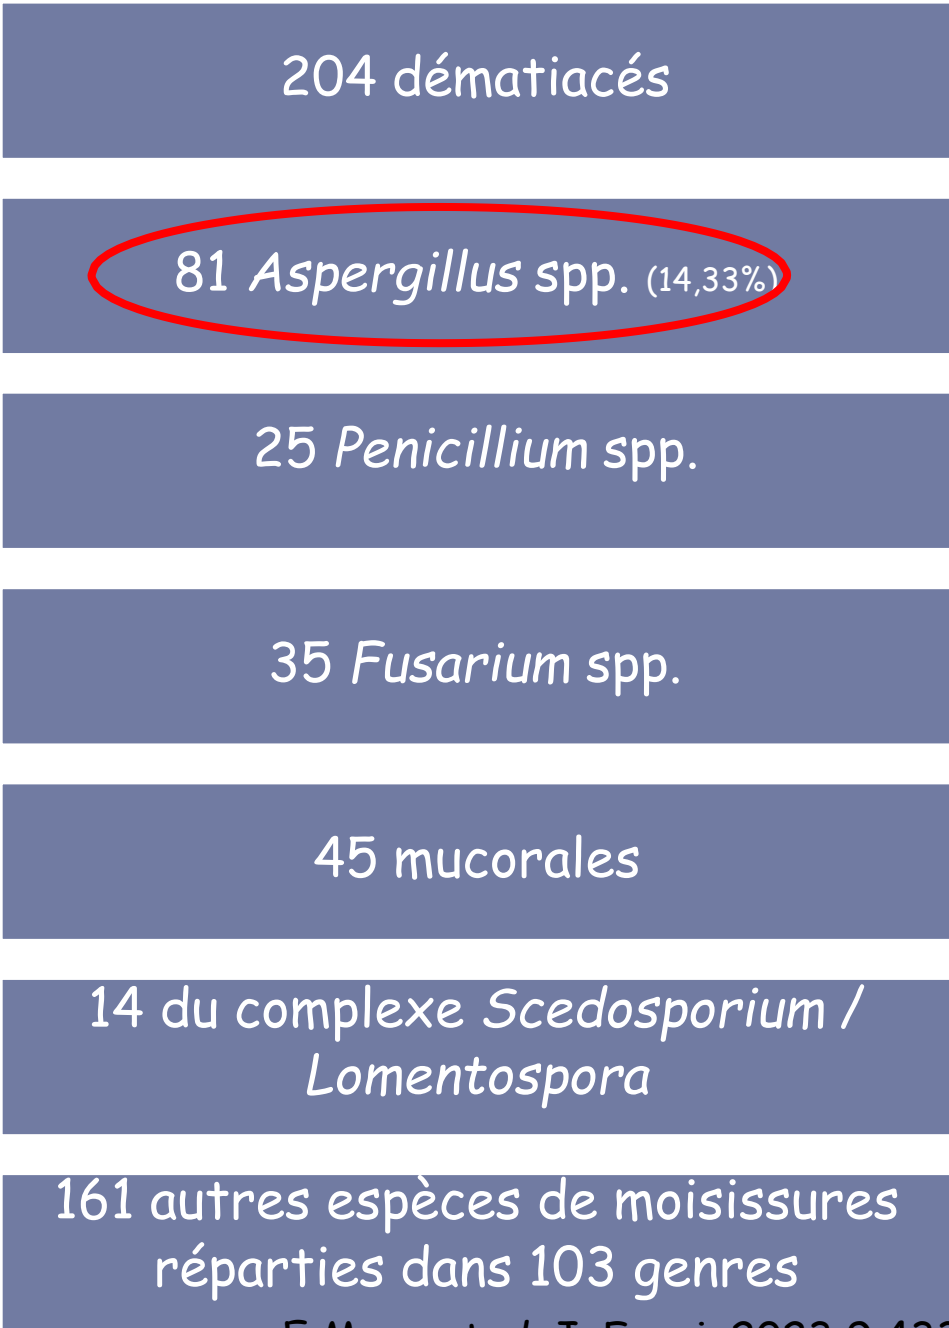 204 dématiacés
81 Aspergillus spp. (14,33%)
25 Penicillium spp.
35 Fusarium spp.
45 mucorales
14 du complexe Scedosporium /
Lomentospora
161 autres espèces de moisissures
réparties dans 103 genres